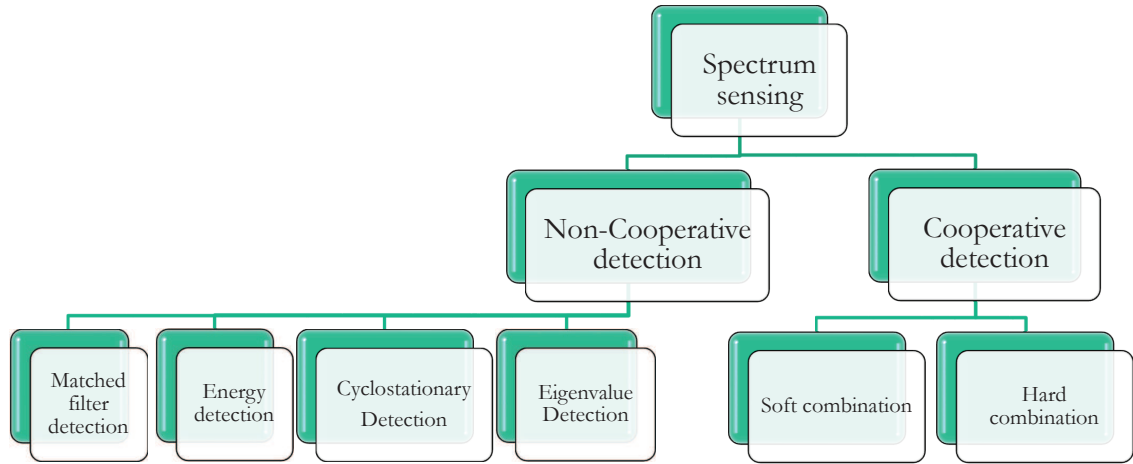 Spectrum
sensing
Non-Cooperative
detection
Cooperative
detection
Matched
filter
detection
Energy
detection
Cyclostationary
Detection
Eigenvalue
Detection
Soft combination
Hard
combination